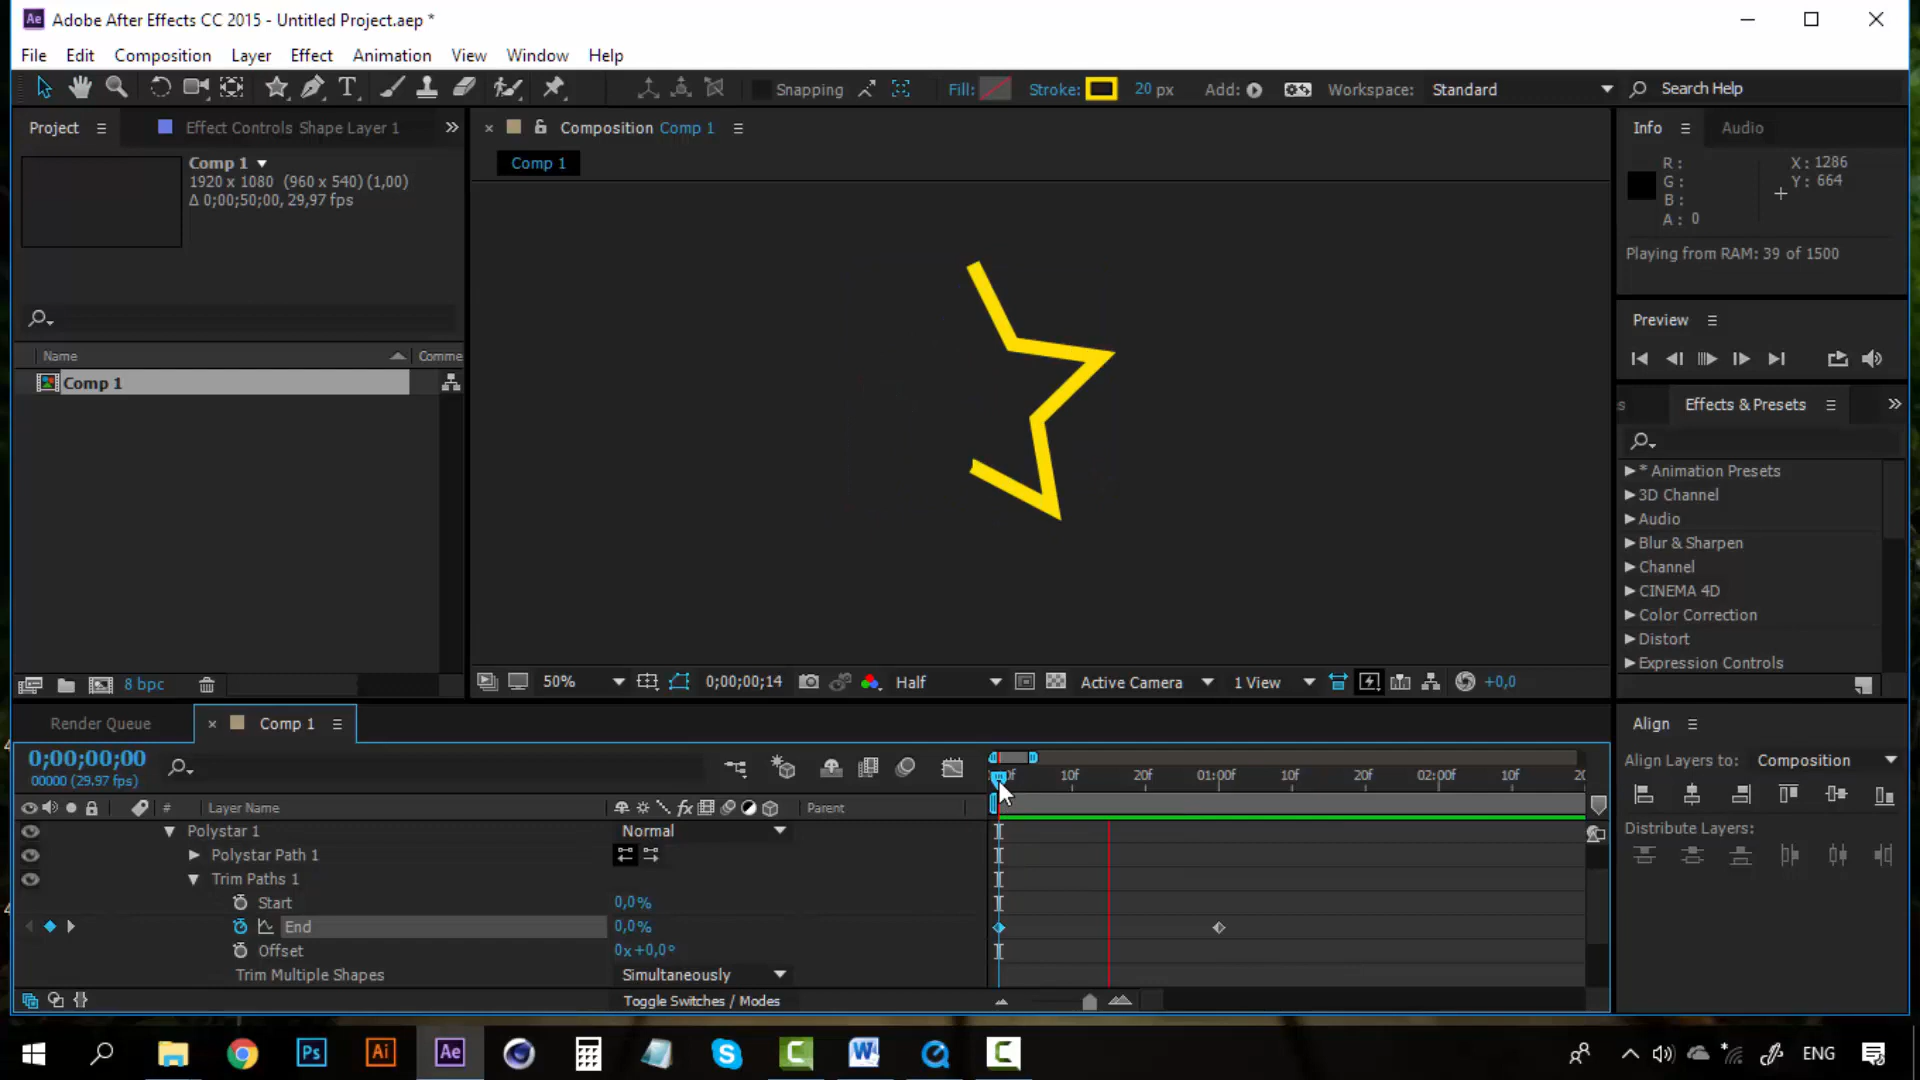 Ae Adobe After Effects CC 2015 - Untitled Project.aep *
File Edit Composition Layer Effect Animation View Window Help
Snapping Fill: Stroke: 20 px Add: Workspace: Standard Search Help
Project Effect Controls Shape Layer 1
Composition Comp 1
Info Audio
Comp 1
1920 x 1080 (960 x 540) (1,00)
Δ 0;00;50;00, 29,97 fps
Comp 1
R:
G:
B:
A: 0
X: 1286
Y: 664
Playing from RAM: 39 of 1500
Preview
Name Comme
Comp 1
Effects & Presets
* Animation Presets
3D Channel
Audio
Blur & Sharpen
Channel
CINEMA 4D
Color Correction
Distort
Expression Controls
8 bpc
50% 0;00;00;14 Half Active Camera 1 View +0,0
Render Queue Comp 1
Align
0;00;00;00
00000 (29.97 fps)
10f 20f 01:00f 10f 20f 02:00f 10f
Align Layers to: Composition
# Layer Name fx Parent
Distribute Layers:
Polystar 1 Normal
Polystar Path 1
Trim Paths 1
Start 0,0%
End 0,0%
Offset 0x+0,0°
Trim Multiple Shapes Simultaneously
Toggle Switches / Modes
Ps Ai Ae ENG